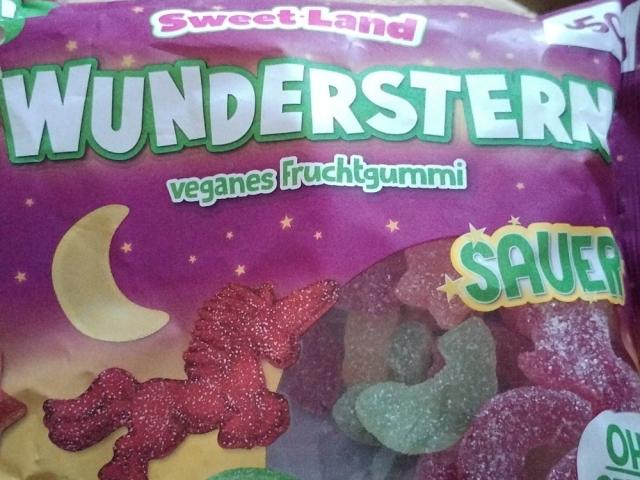 Sweet-Land
WUNDERSTERN
veganes Fruchtgummi
SAUER